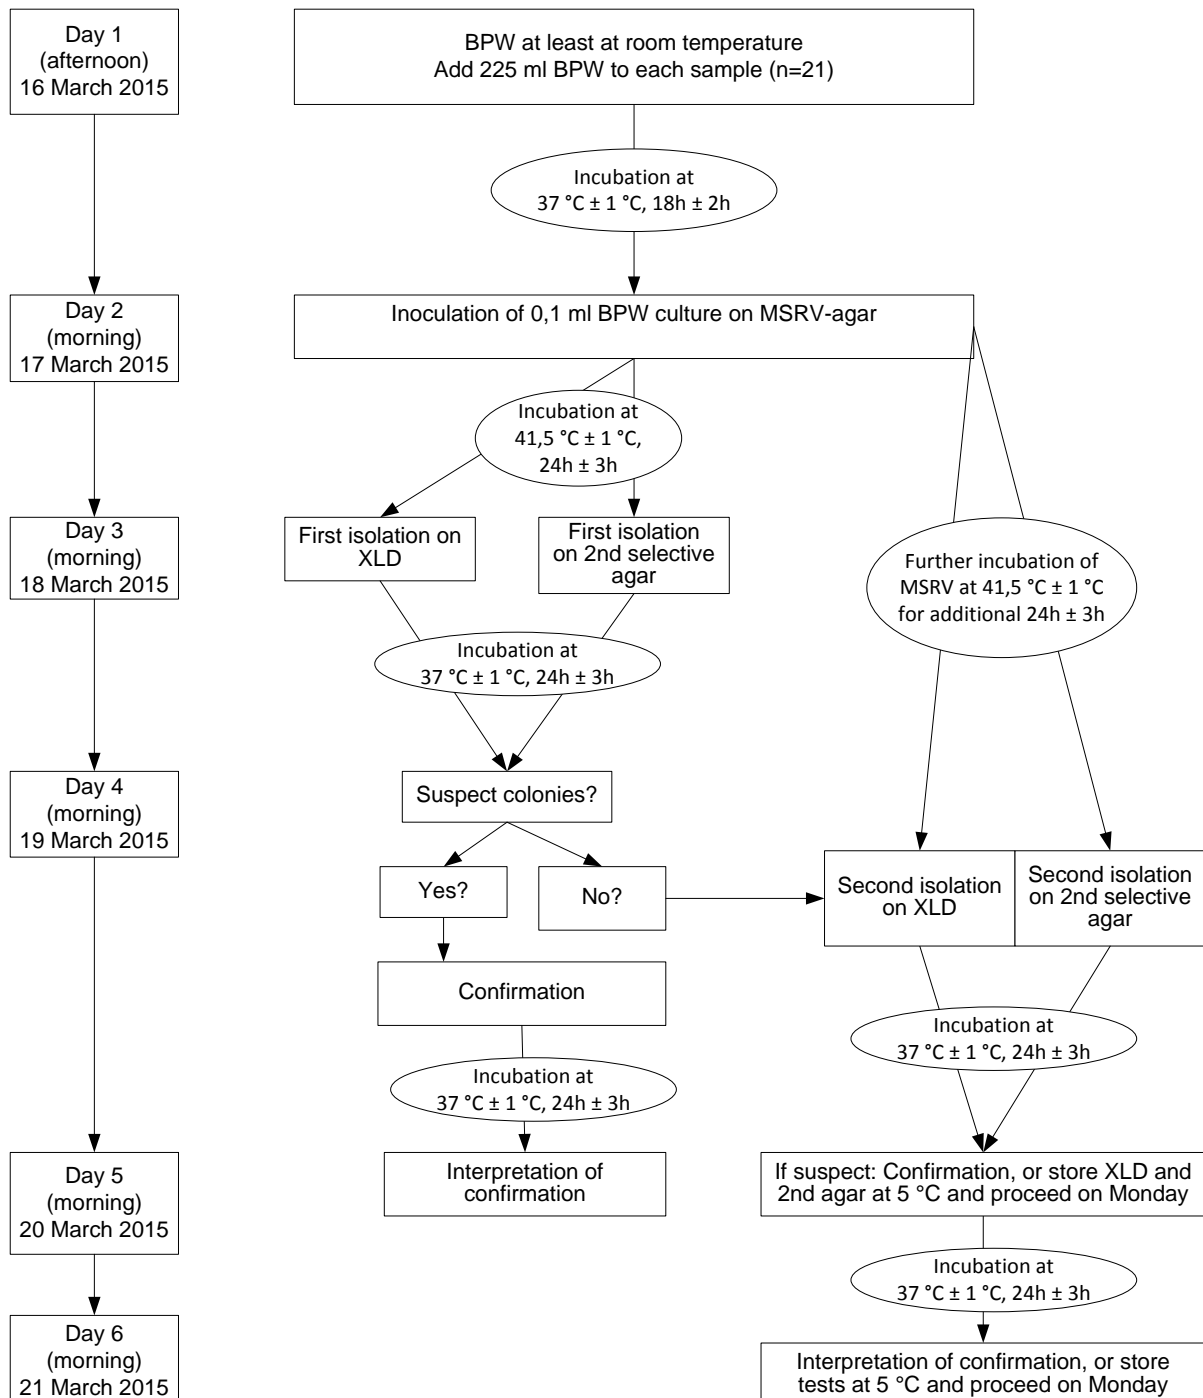 Day 1
(afternoon)
16 March 2015
BPW at least at room temperature
Add 225 ml BPW to each sample (n=21)
Incubation at
37 °C ± 1 °C, 18h ± 2h
Day 2
(morning)
17 March 2015
Inoculation of 0,1 ml BPW culture on MSRV-agar
Incubation at
41,5 °C ± 1 °C,
24h ± 3h
Day 3
(morning)
18 March 2015
First isolation on
XLD
First isolation
on 2nd selective
agar
Further incubation of
MSRV at 41,5 °C ± 1 °C
for additional 24h ± 3h
Incubation at
37 °C ± 1 °C, 24h ± 3h
Day 4
(morning)
19 March 2015
Suspect colonies?
Yes?
No?
Second isolation
on XLD
Second isolation
on 2nd selective
agar
Confirmation
Incubation at
37 °C ± 1 °C, 24h ± 3h
Incubation at
37 °C ± 1 °C, 24h ± 3h
Day 5
(morning)
20 March 2015
Interpretation of
confirmation
If suspect: Confirmation, or store XLD and
2nd agar at 5 °C and proceed on Monday
Incubation at
37 °C ± 1 °C, 24h ± 3h
Day 6
(morning)
21 March 2015
Interpretation of confirmation, or store
tests at 5 °C and proceed on Monday